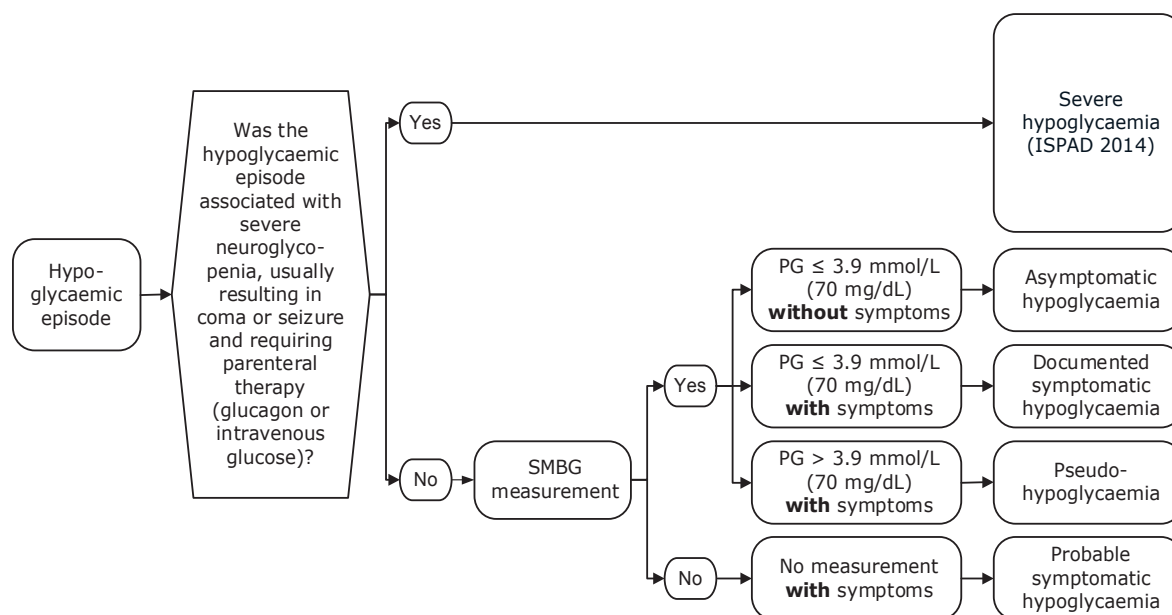 Hypo-
glycaemic
episode
Was the
hypoglycaemic
episode
associated with
severe
neuroglyco-
penia, usually
resulting in
coma or seizure
and requiring
parenteral
therapy
(glucagon or
intravenous
glucose)?
Yes
Severe
hypoglycaemia
(ISPAD 2014)
No
SMBG
measurement
Yes
PG ≤ 3.9 mmol/L
(70 mg/dL)
without symptoms
Asymptomatic
hypoglycaemia
PG ≤ 3.9 mmol/L
(70 mg/dL)
with symptoms
Documented
symptomatic
hypoglycaemia
PG > 3.9 mmol/L
(70 mg/dL)
with symptoms
Pseudo-
hypoglycaemia
No
No measurement
with symptoms
Probable
symptomatic
hypoglycaemia